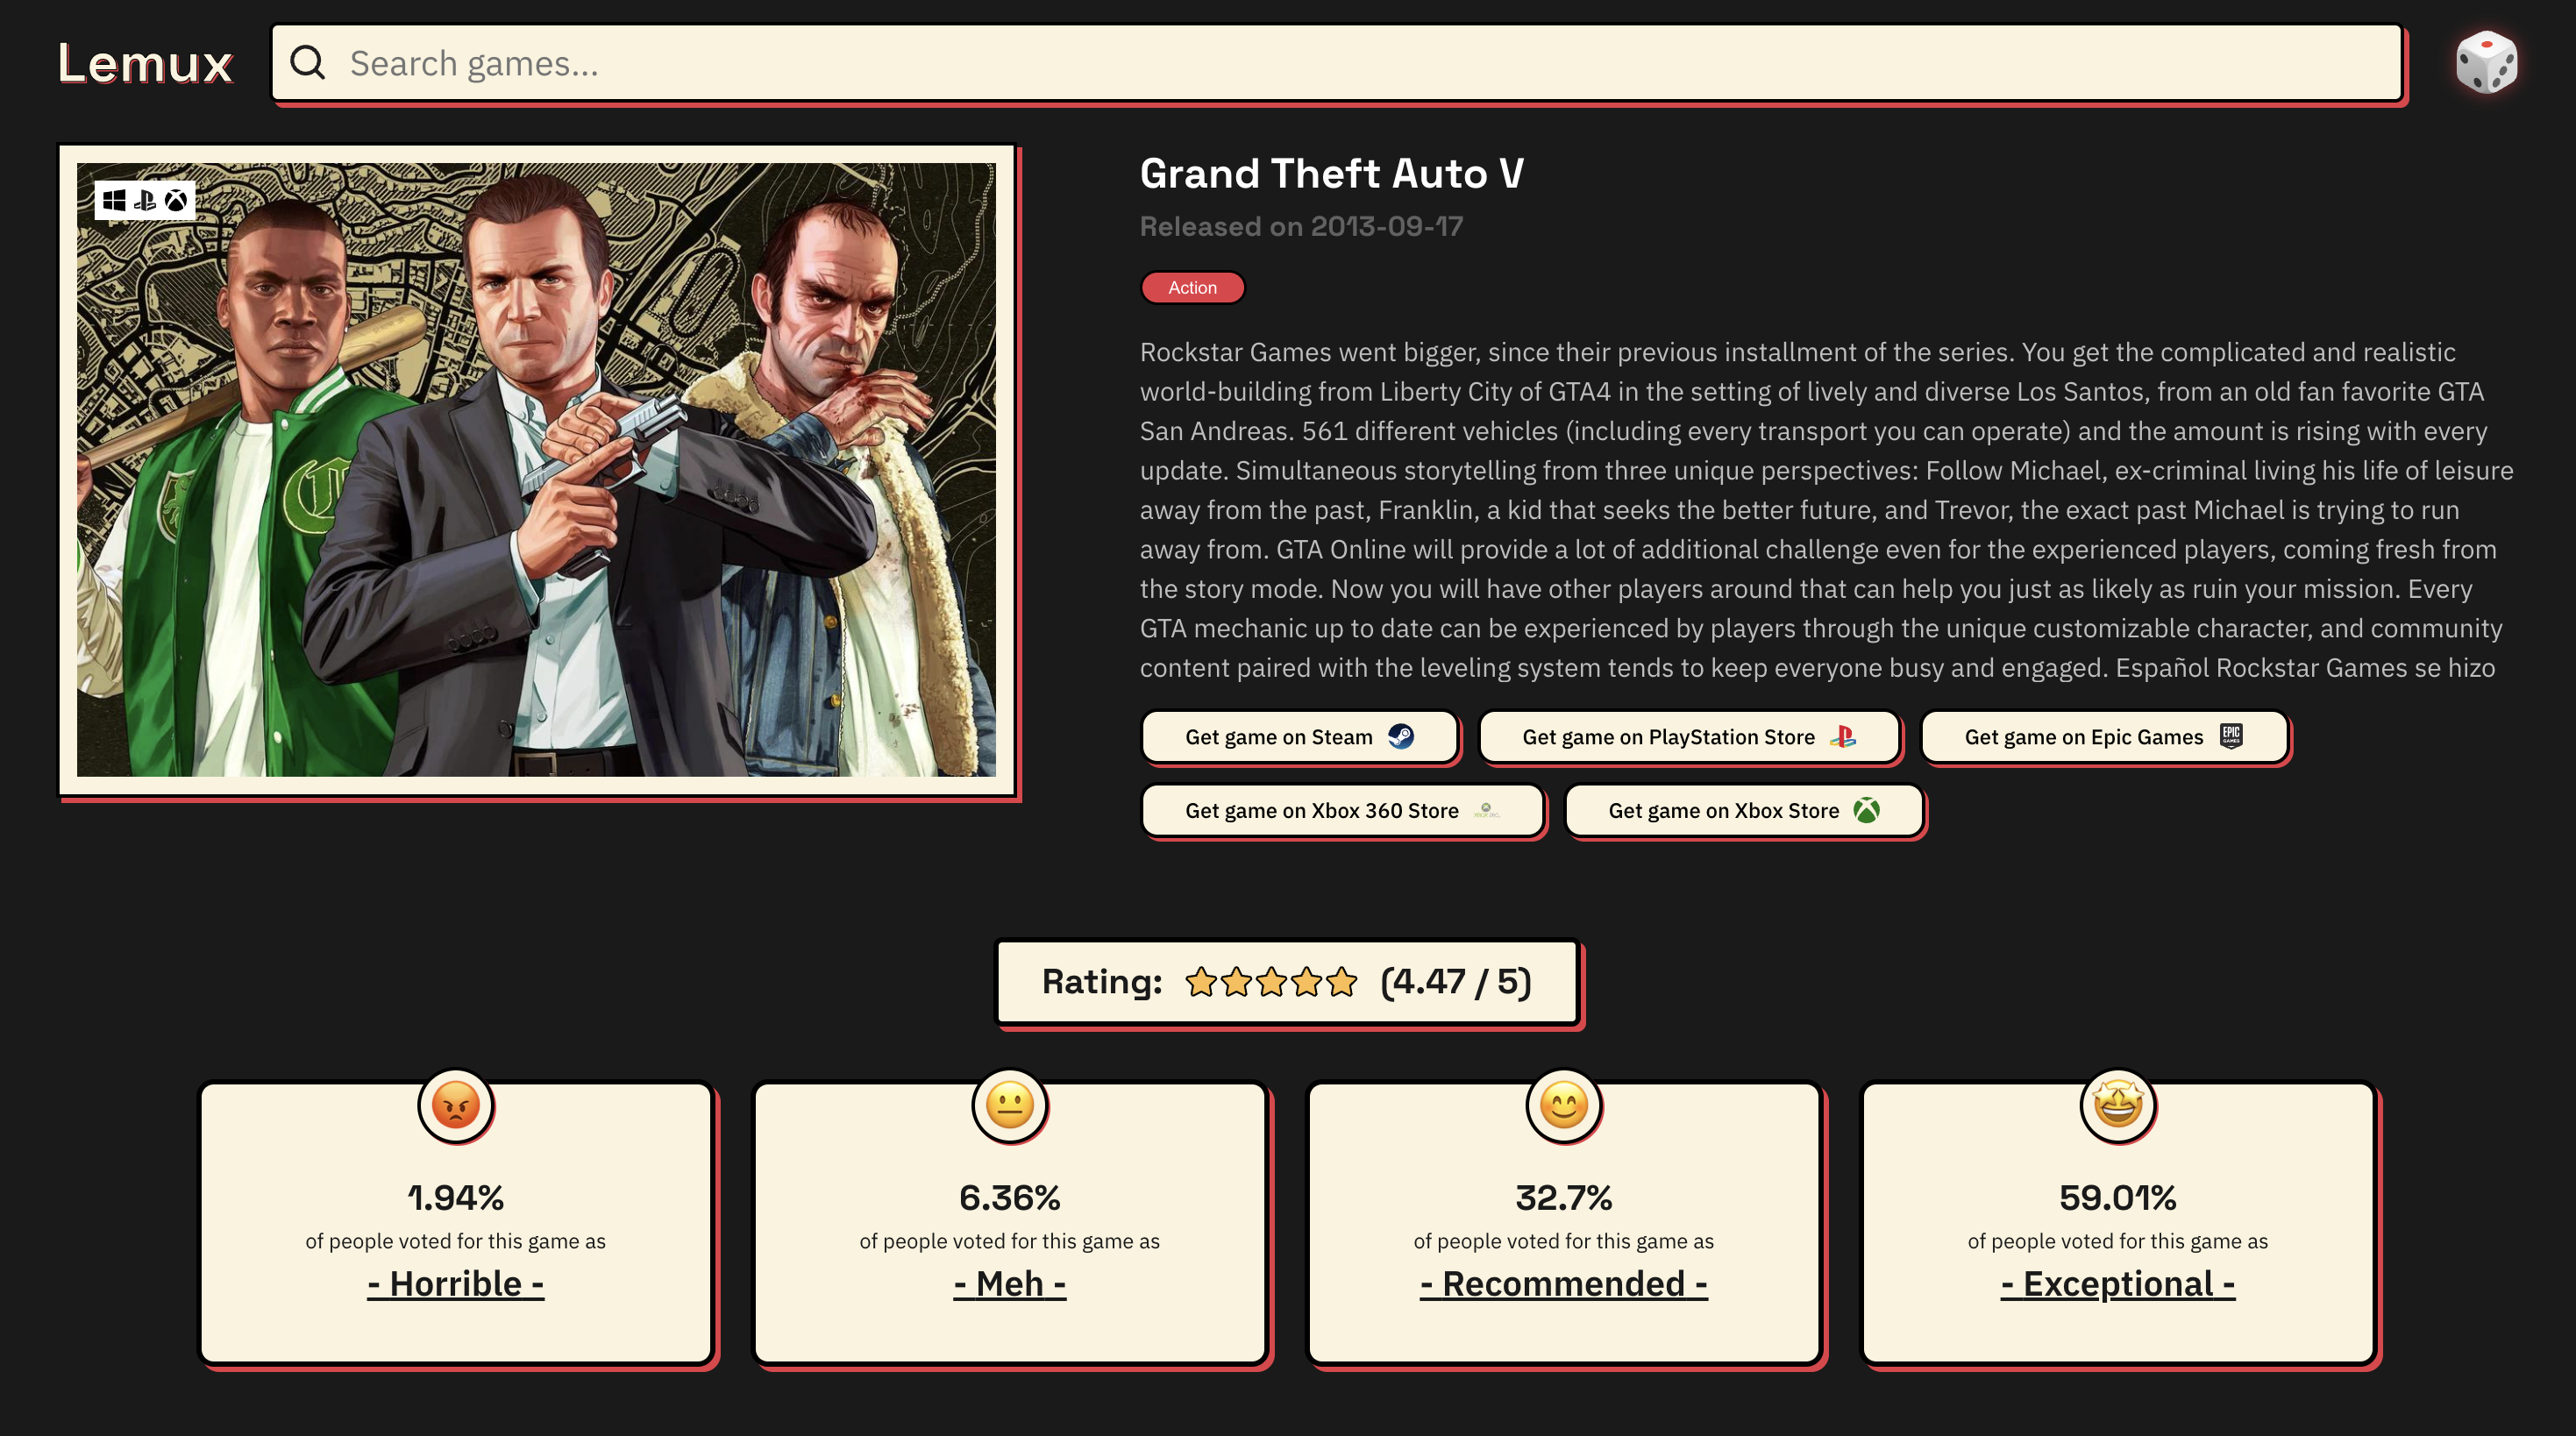 Lemux
Search games...
Grand Theft Auto V
Released on 2013-09-17
Action
Rockstar Games went bigger, since their previous installment of the series. You get the complicated and realistic
world-building from Liberty City of GTA4 in the setting of lively and diverse Los Santos, from an old fan favorite GTA
San Andreas. 561 different vehicles (including every transport you can operate) and the amount is rising with every
update. Simultaneous storytelling from three unique perspectives: Follow Michael, ex-criminal living his life of leisure
away from the past, Franklin, a kid that seeks the better future, and Trevor, the exact past Michael is trying to run
away from. GTA Online will provide a lot of additional challenge even for the experienced players, coming fresh from
the story mode. Now you will have other players around that can help you just as likely as ruin your mission. Every
GTA mechanic up to date can be experienced by players through the unique customizable character, and community
content paired with the leveling system tends to keep everyone busy and engaged. Español Rockstar Games se hizo
Get game on Steam
Get game on PlayStation Store
Get game on Epic Games
EPIC
GAMES
Get game on Xbox 360 Store
Get game on Xbox Store
Rating: (4.47 / 5)
1.94%
of people voted for this game as
- Horrible -
6.36%
of people voted for this game as
- Meh -
32.7%
of people voted for this game as
- Recommended -
59.01%
of people voted for this game as
- Exceptional -